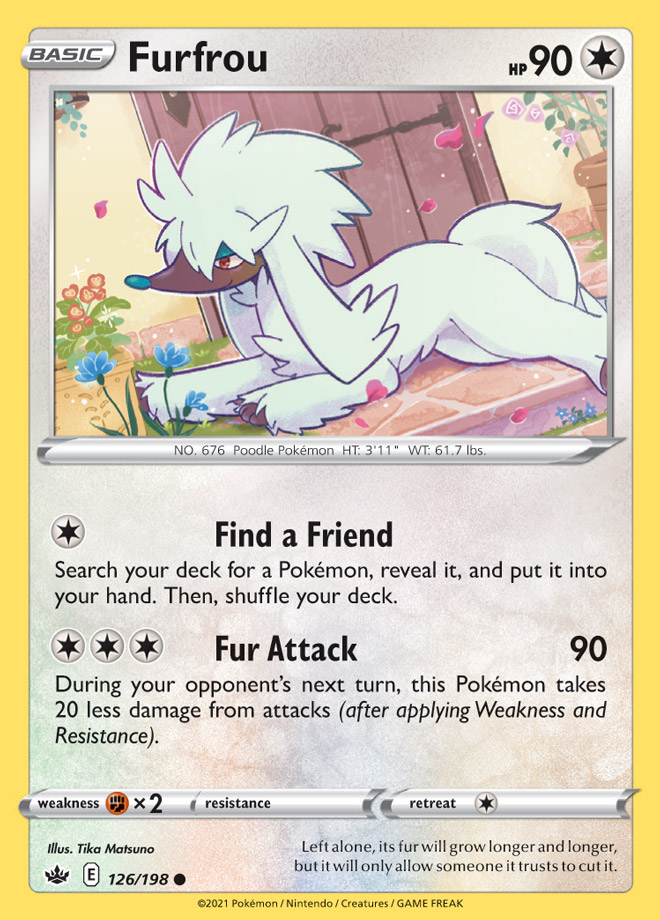 BASIC Furfrou HP 90
NO. 676 Poodle Pokémon HT: 3'11" WT: 61.7 lbs.
Find a Friend
Search your deck for a Pokémon, reveal it, and put it into
your hand. Then, shuffle your deck.
Fur Attack 90
During your opponent's next turn, this Pokémon takes
20 less damage from attacks (after applying Weakness and
Resistance).
weakness ×2 resistance retreat
Illus. Tika Matsuno
Left alone, its fur will grow longer and longer,
but it will only allow someone it trusts to cut it.
E 126/198
©2021 Pokémon / Nintendo / Creatures / GAME FREAK